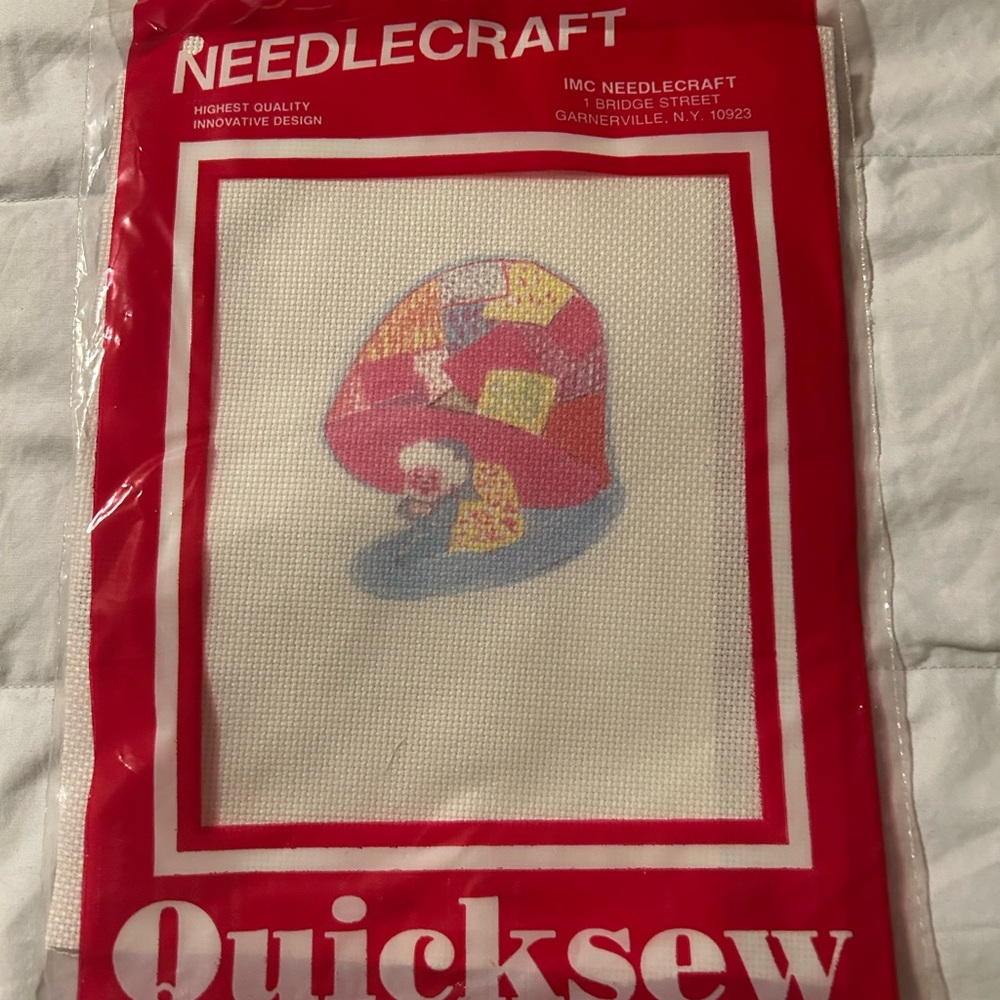 NEEDLECRAFT
HIGHEST QUALITY
INNOVATIVE DESIGN
IMC NEEDLECRAFT
1 BRIDGE STREET
GARNERVILLE, N.Y. 10923
Quicksew